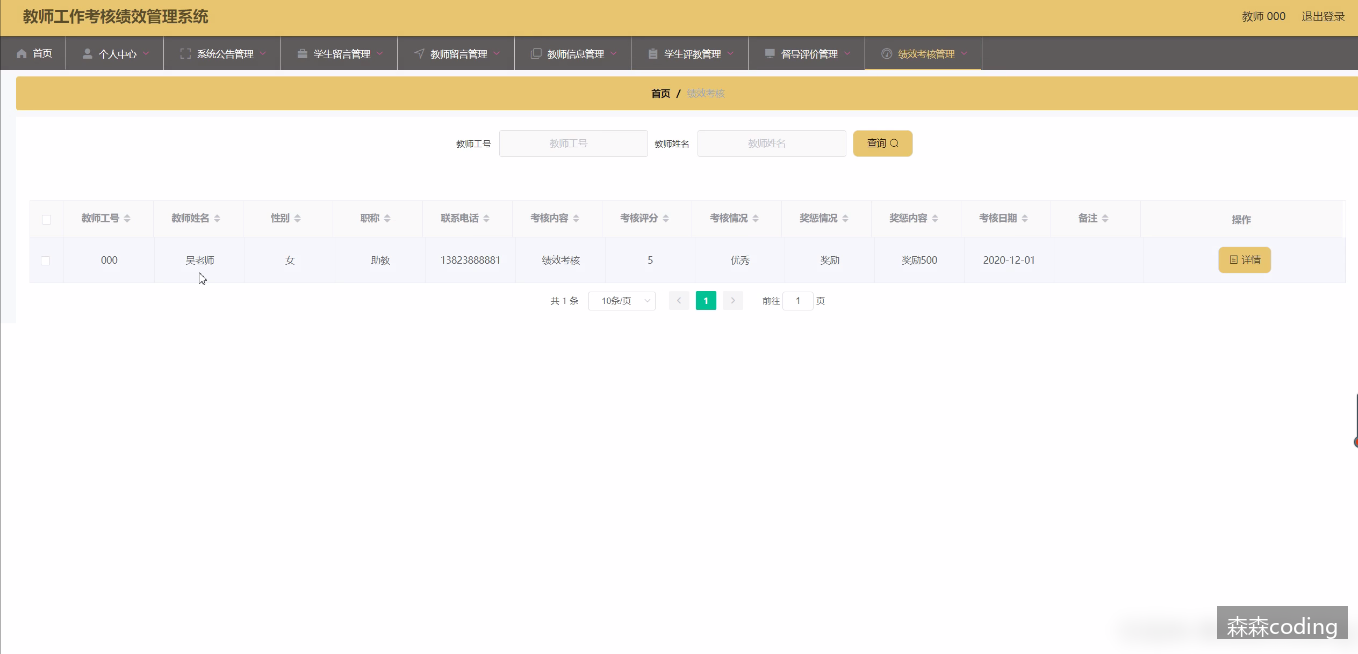 教师工作考核绩效管理系统
教师 000 退出登录
首页 个人中心 系统公告管理 学生留言管理 教师留言管理 教师信息管理 学生评教管理 督导评价管理 绩效考核管理
首页 / 绩效考核
教师工号 教师工号 教师姓名 教师姓名 查询
教师工号 教师姓名 性别 职称 联系电话 考核内容 考核评分 考核情况 奖惩情况 奖惩内容 考核日期 备注 操作
000 吴老师 女 助教 13823888881 绩效考核 5 优秀 奖励 奖励500 2020-12-01 详情
共 1 条 10条/页 1 前往 1 页
森森coding